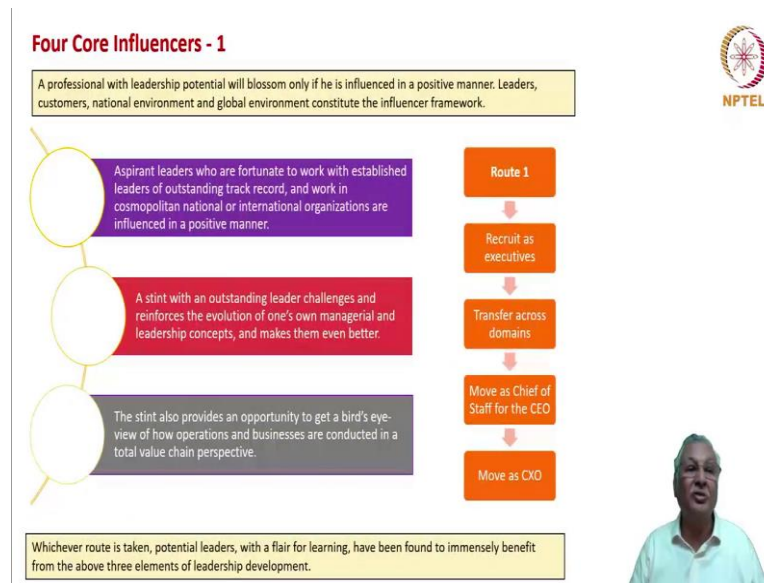 Four Core Influencers - 1
NPTEL
A professional with leadership potential will blossom only if he is influenced in a positive manner. Leaders,
customers, national environment and global environment constitute the influencer framework.
Aspirant leaders who are fortunate to work with established
leaders of outstanding track record, and work in
cosmopolitan national or international organizations are
influenced in a positive manner.
A stint with an outstanding leader challenges and
reinforces the evolution of one's own managerial and
leadership concepts, and makes them even better.
The stint also provides an opportunity to get a bird's eye-
view of how operations and businesses are conducted in a
total value chain perspective.
Route 1
Recruit as
executives
Transfer across
domains
Move as Chief of
Staff for the CEO
Move as CXO
Whichever route is taken, potential leaders, with a flair for learning, have been found to immensely benefit
from the above three elements of leadership development.